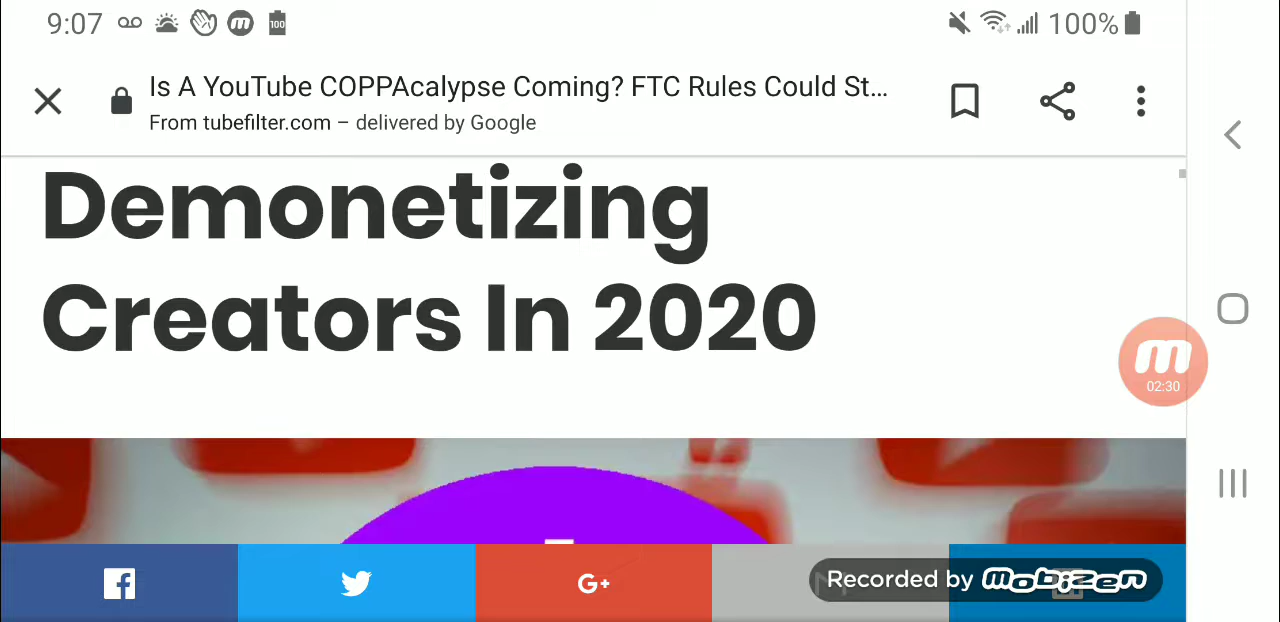 9:07
100
100%
Is A YouTube COPPAcalypse Coming? FTC Rules Could St...
From tubefilter.com – delivered by Google
Demonetizing
Creators In 2020
m
02:30
G+
Recorded by mobizen